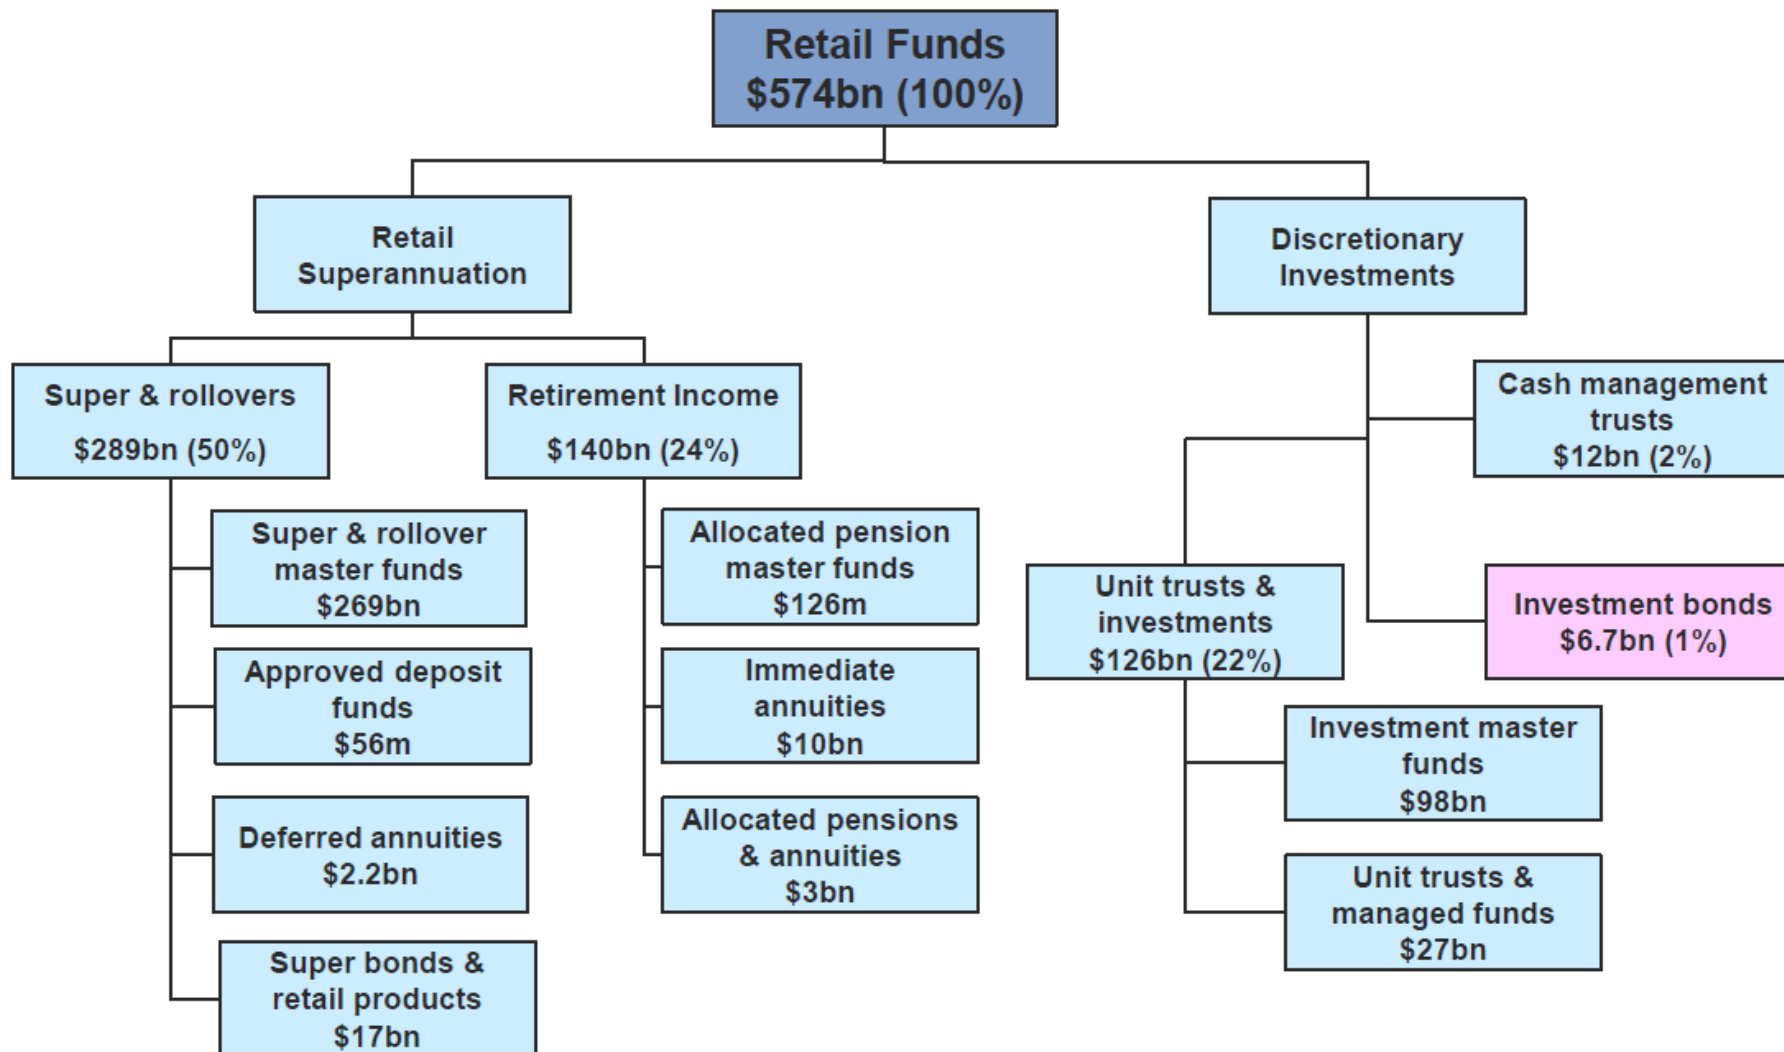 Retail Funds
$574bn (100%)
Retail
Superannuation
Discretionary
Investments
Super & rollovers
$289bn (50%)
Retirement Income
$140bn (24%)
Cash management
trusts
$12bn (2%)
Super & rollover
master funds
$269bn
Allocated pension
master funds
$126m
Unit trusts &
investments
$126bn (22%)
Investment bonds
$6.7bn (1%)
Approved deposit
funds
$56m
Immediate
annuities
$10bn
Investment master
funds
$98bn
Deferred annuities
$2.2bn
Allocated pensions
& annuities
$3bn
Unit trusts &
managed funds
$27bn
Super bonds &
retail products
$17bn